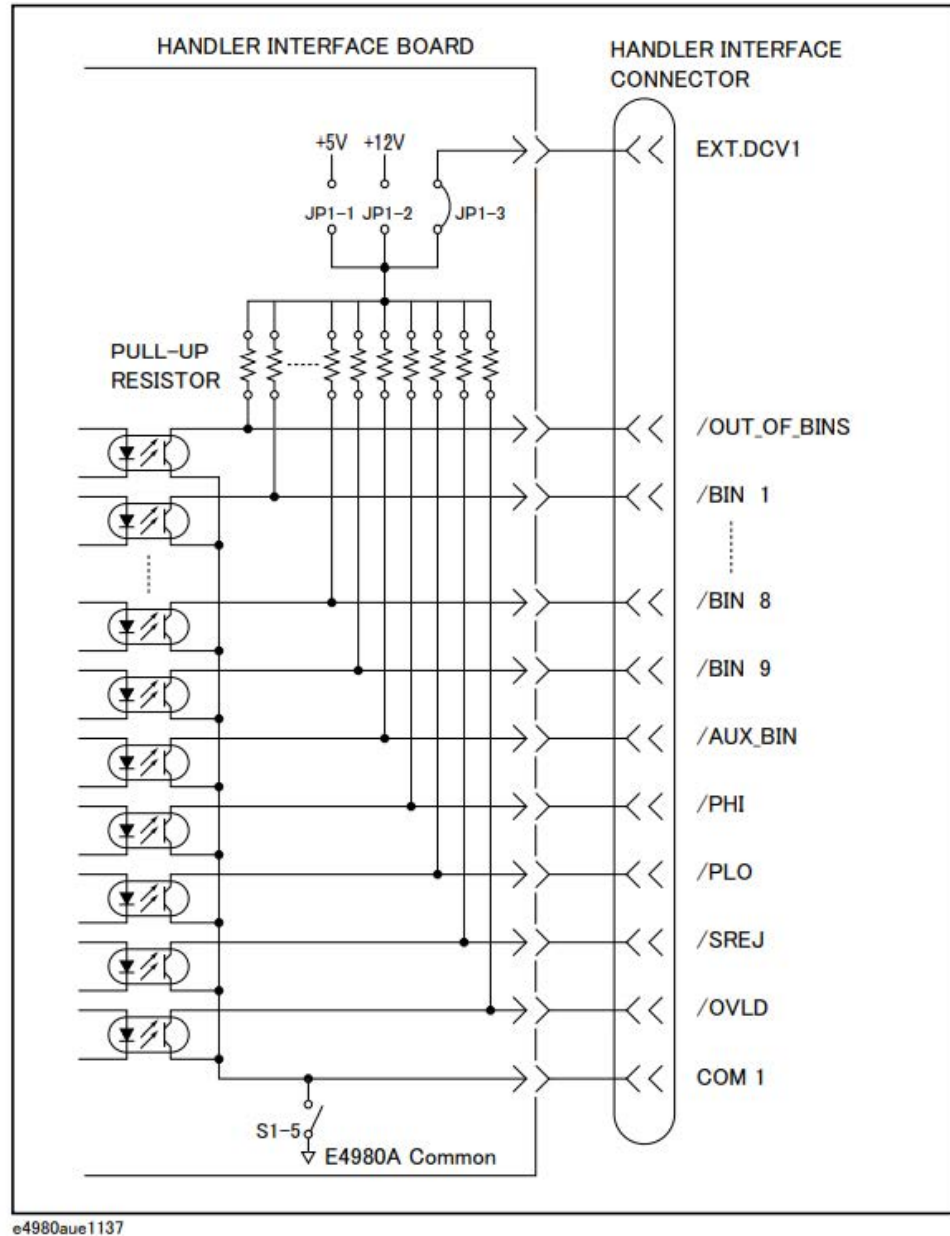 HANDLER INTERFACE BOARD
HANDLER INTERFACE
CONNECTOR
+5V +12V
EXT.DCV1
JP1-1 JP1-2 JP1-3
PULL-UP
RESISTOR
/OUT_OF_BINS
/BIN 1
/BIN 8
/BIN 9
/AUX_BIN
/PHI
/PLO
/SREJ
/OVLD
COM 1
S1-5
E4980A Common
e4980aue1137